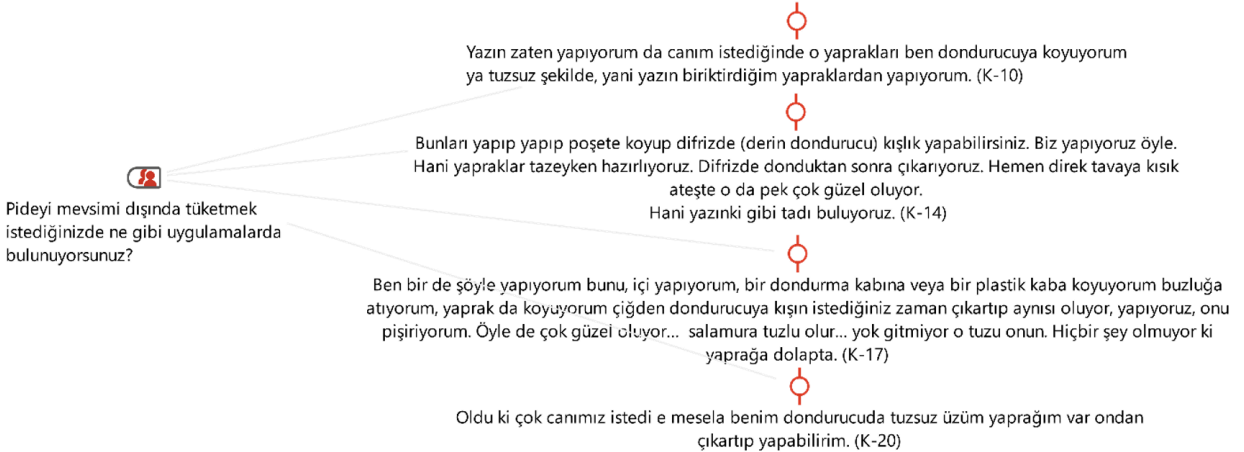 Yazın zaten yapıyorum da canım istediğinde o yaprakları ben dondurucuya koyuyorum
ya tuzsuz şekilde, yani yazın biriktirdiğim yapraklardan yapıyorum. (K-10)
Bunları yapıp yapıp poşete koyup difrizde (derin dondurucu) kışlık yapabilirsiniz. Biz yapıyoruz öyle.
Hani yapraklar tazeyken hazırlıyoruz. Difrizde donduktan sonra çıkarıyoruz. Hemen direk tavaya kısık
ateşte o da pek çok güzel oluyor.
Hani yazınki gibi tadı buluyoruz. (K-14)
Pideyi mevsimi dışında tüketmek
istediğinizde ne gibi uygulamalarda
bulunuyorsunuz?
Ben bir de şöyle yapıyorum bunu, içi yapıyorum, bir dondurma kabına veya bir plastik kaba koyuyorum buzluğa
atıyorum, yaprak da koyuyorum çiğden dondurucuya kışın istediğiniz zaman çıkartıp aynısı oluyor, yapıyoruz, onu
pişiriyorum. Öyle de çok güzel oluyor... salamura tuzlu olur... yok gitmiyor o tuzu onun. Hiçbir şey olmuyor ki
yaprağa dolapta. (K-17)
Oldu ki çok canımız istedi e mesela benim dondurucuda tuzsuz üzüm yaprağım var ondan
çıkartıp yapabilirim. (K-20)